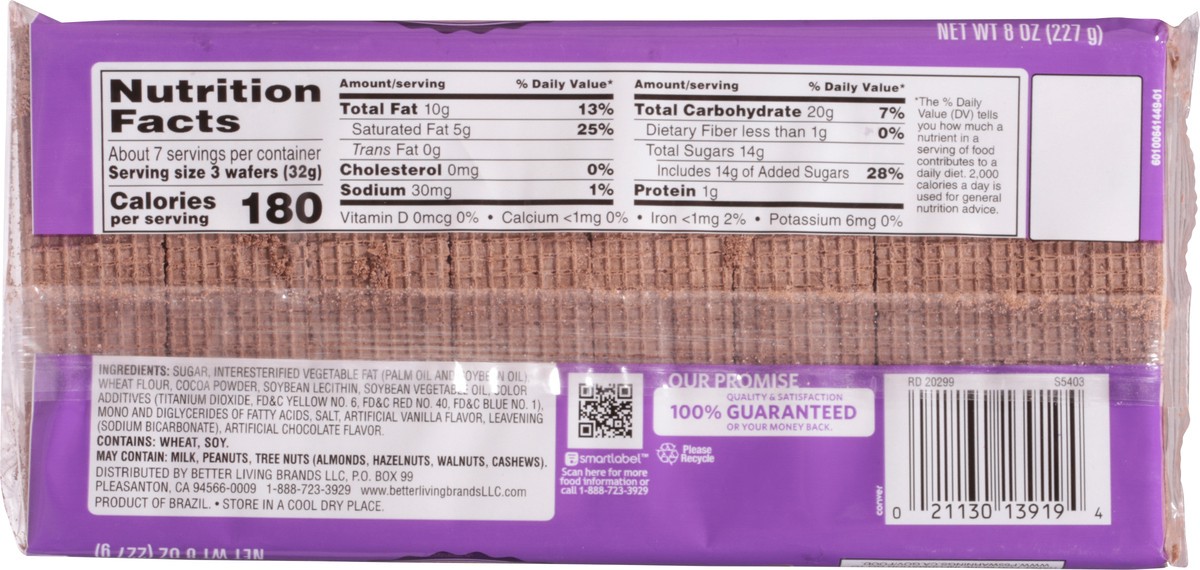 NET WT 8 OZ (227 g)
Nutrition
Facts
About 7 servings per container
Serving size 3 wafers (32g)
Calories
per serving 180
Amount/serving % Daily Value*
Total Fat 10g 13%
Saturated Fat 5g 25%
Trans Fat 0g
Cholesterol 0mg 0%
Sodium 30mg 1%
Amount/serving % Daily Value*
Total Carbohydrate 20g 7%
Dietary Fiber less than 1g 0%
Total Sugars 14g
Includes 14g of Added Sugars 28%
Protein 1g
Vitamin D 0mcg 0% • Calcium <1mg 0% • Iron <1mg 2% • Potassium 6mg 0%
*The % Daily
Value (DV) tells
you how much a
nutrient in a
serving of food
contributes to a
daily diet. 2,000
calories a day is
used for general
nutrition advice.
60100641449-01
INGREDIENTS: SUGAR, INTERESTERIFIED VEGETABLE FAT (PALM OIL AND SOYBEAN OIL),
WHEAT FLOUR, COCOA POWDER, SOYBEAN LECITHIN, SOYBEAN VEGETABLE OIL, COLOR
ADDITIVES (TITANIUM DIOXIDE, FD&C YELLOW NO. 6, FD&C RED NO. 40, FD&C BLUE NO. 1),
MONO AND DIGLYCERIDES OF FATTY ACIDS, SALT, ARTIFICIAL VANILLA FLAVOR, LEAVENING
(SODIUM BICARBONATE), ARTIFICIAL CHOCOLATE FLAVOR.
CONTAINS: WHEAT, SOY.
MAY CONTAIN: MILK, PEANUTS, TREE NUTS (ALMONDS, HAZELNUTS, WALNUTS, CASHEWS).
DISTRIBUTED BY BETTER LIVING BRANDS LLC, P.O. BOX 99
PLEASANTON, CA 94566-0009 1-888-723-3929 www.betterlivingbrandsLLC.com
PRODUCT OF BRAZIL. • STORE IN A COOL DRY PLACE.
smartlabel™
Scan here for more
food information or
call 1-888-723-3929
OUR PROMISE
QUALITY & SATISFACTION
100% GUARANTEED
OR YOUR MONEY BACK.
Please
Recycle
RD 20299 S5403
conver
0 21130 13919 4
NET WT 8 OZ (227 g)